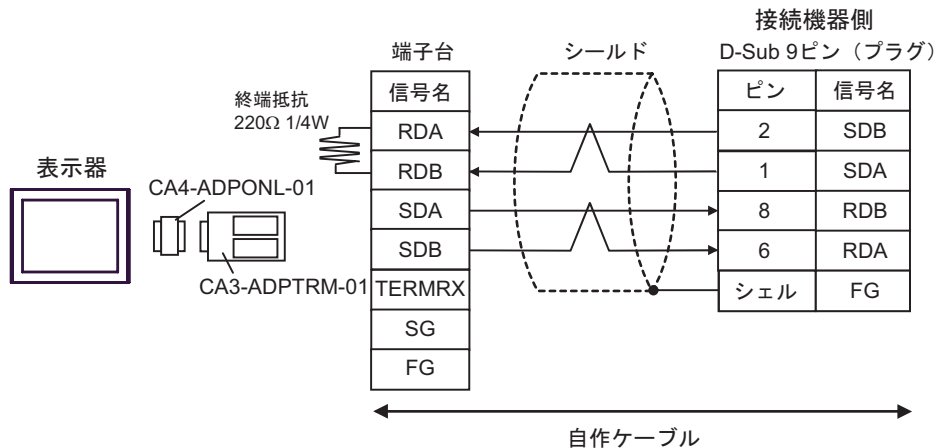 接続機器側
端子台
シールド
D-Sub 9ピン（プラグ）
信号名
ピン
信号名
終端抵抗
220Ω 1/4W
RDA
2
SDB
表示器
RDB
1
SDA
CA4-ADPONL-01
SDA
8
RDB
SDB
6
RDA
CA3-ADPTRM-01
TERMRX
シェル
FG
SG
FG
自作ケーブル